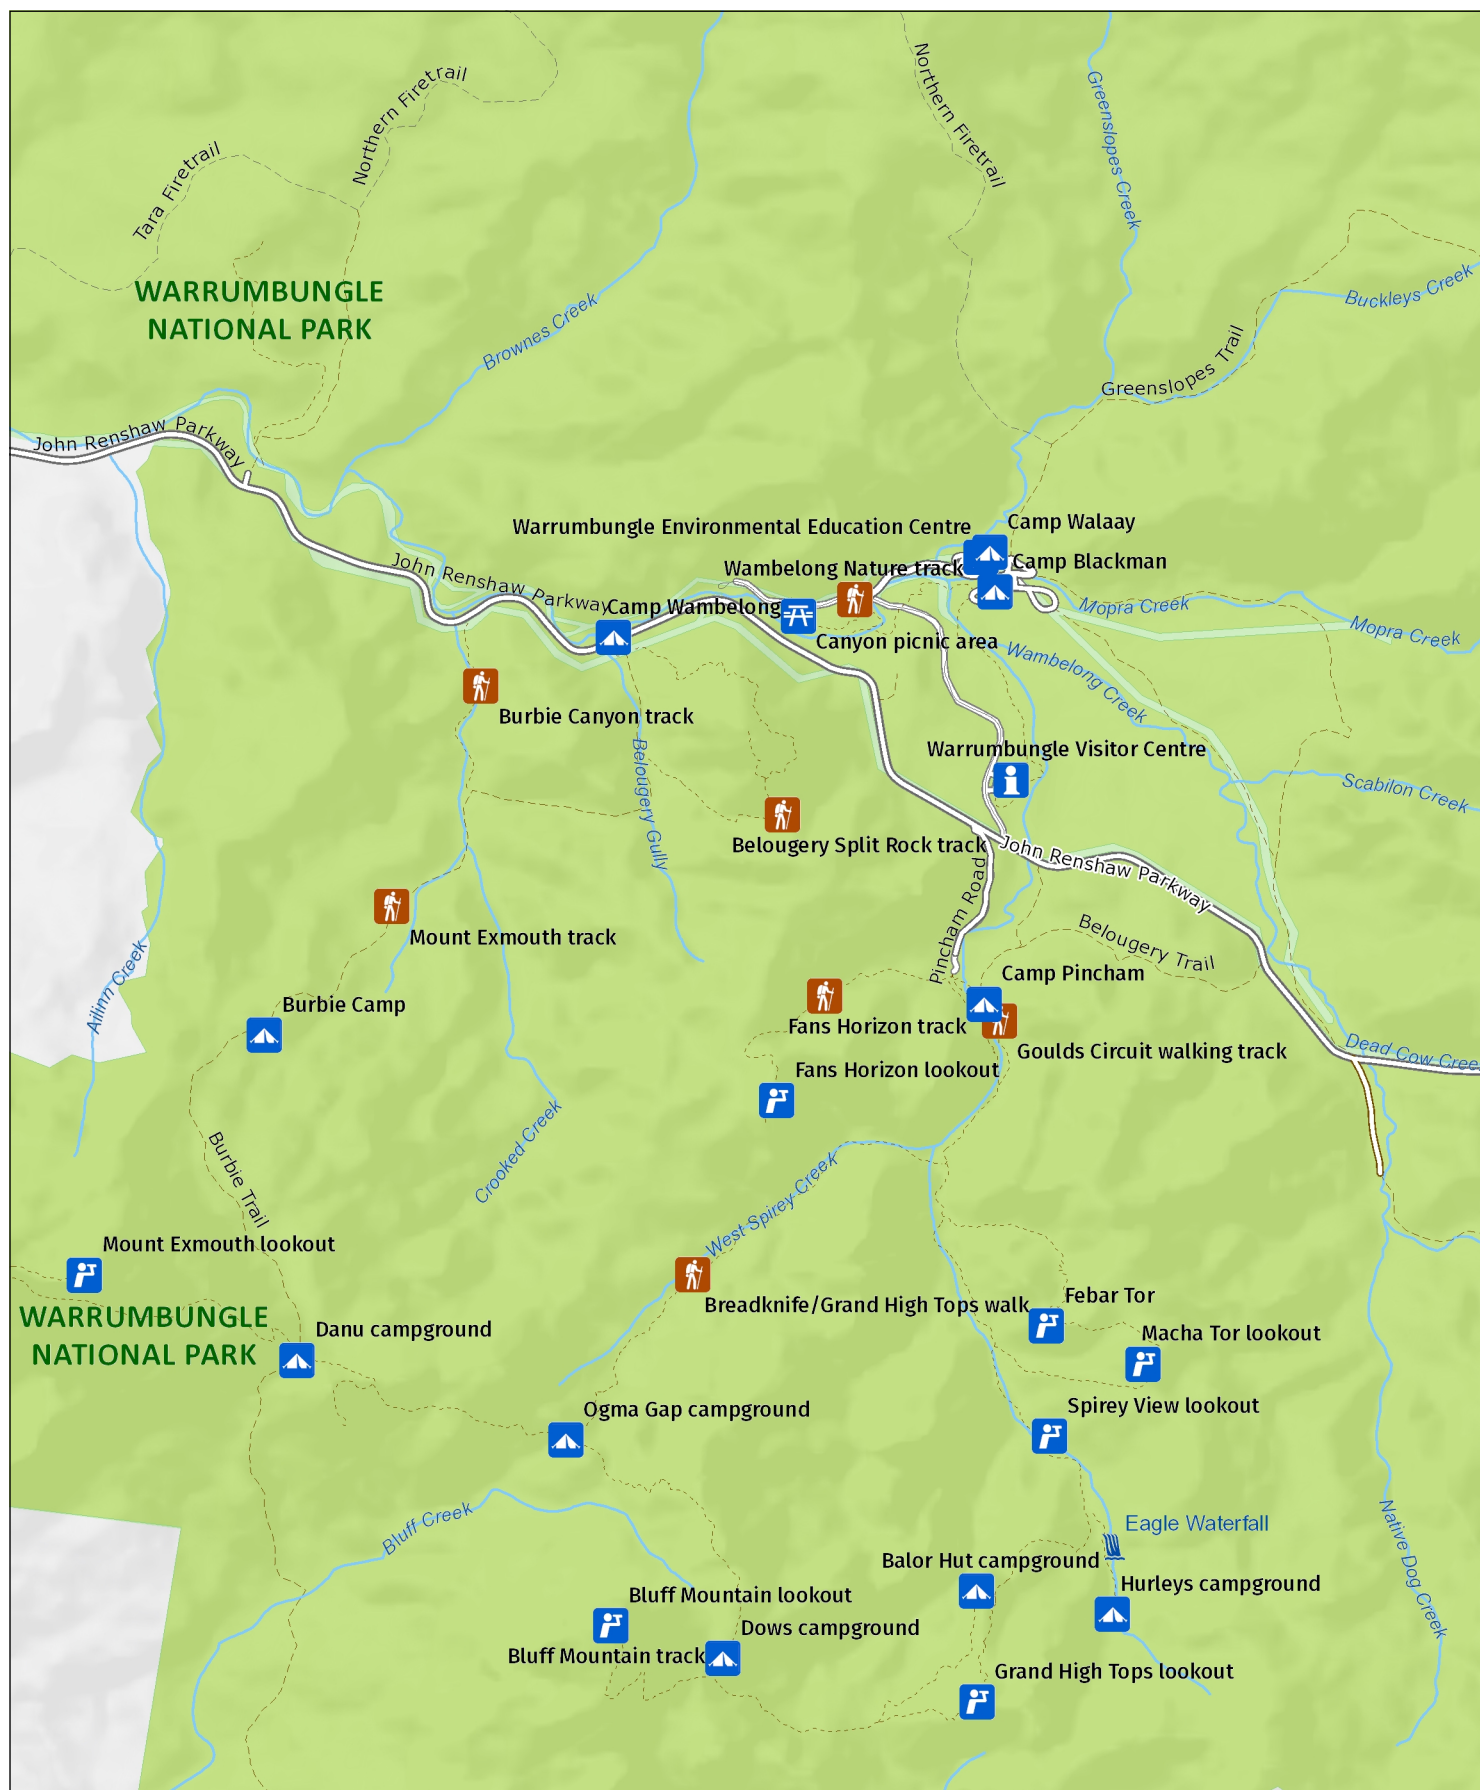 Northern Firetrail
Northern Firetrail
Greenslopes Creek
Tara Firetrail
WARRUMBUNGLE
NATIONAL PARK
Buckleys Creek
Brownes Creek
Greenslopes Trail
John Renshaw Parkway
Warrumbungle Environmental Education Centre
Camp Walaay
John Renshaw Parkway
Wambelong Nature track
Camp Blackman
Camp Wambelong
Mopra Creek
Mopra Creek
Canyon picnic area
Wambelong Creek
Burbie Canyon track
Belougery Gully
Warrumbungle Visitor Centre
Scabilon Creek
Belougery Split Rock track
John Renshaw Parkway
Pincham Road
Mount Exmouth track
Belougery Trail
Ailinn Creek
Camp Pincham
Burbie Camp
Fans Horizon track
Goulds Circuit walking track
Dead Cow Cree
Fans Horizon lookout
Crooked Creek
Burbie Trail
West Spirey Creek
Mount Exmouth lookout
Breadknife/Grand High Tops walk
Febar Tor
WARRUMBUNGLE
NATIONAL PARK
Danu campground
Macha Tor lookout
Ogma Gap campground
Spirey View lookout
Bluff Creek
Eagle Waterfall
Native Dog Creek
Balor Hut campground
Hurleys campground
Bluff Mountain lookout
Dows campground
Bluff Mountain track
Grand High Tops lookout